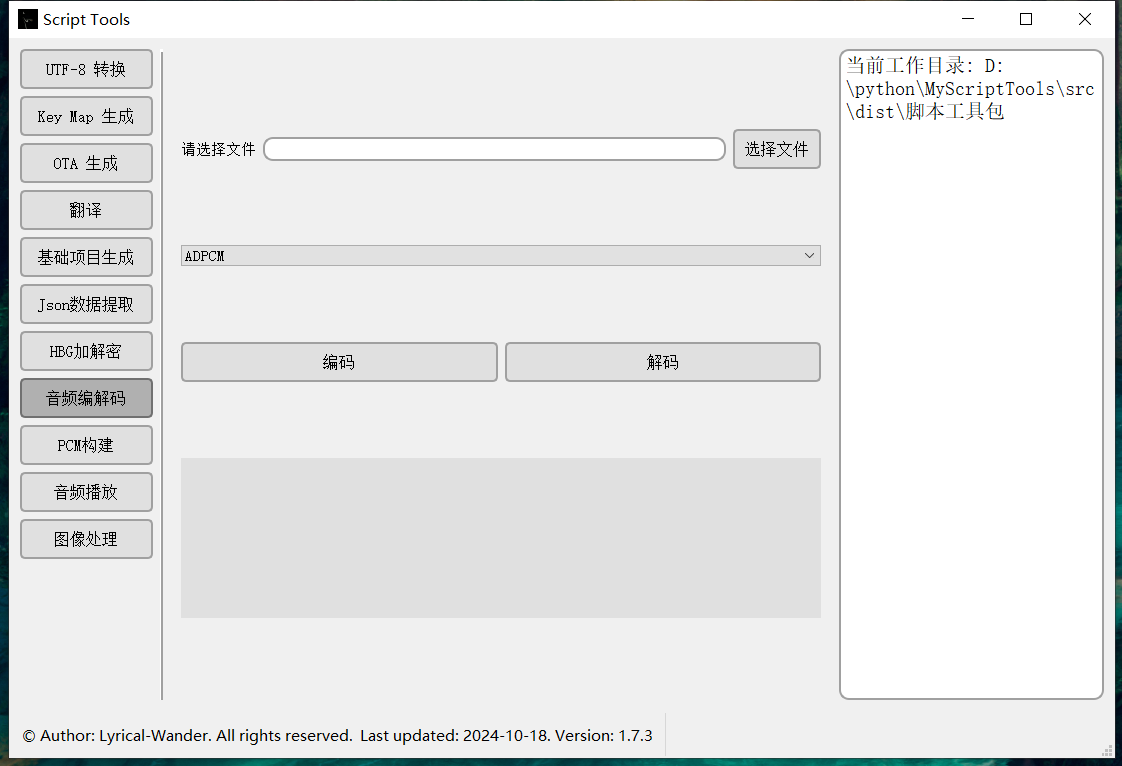 Script Tools
UTF-8 转换
Key Map 生成
OTA 生成
翻译
基础项目生成
Json数据提取
HBG加解密
音频编解码
PCM构建
音频播放
图像处理
请选择文件
选择文件
ADPCM
编码
解码
当前工作目录: D:
\python\MyScriptTools\src
\dist\脚本工具包
© Author: Lyrical-Wander. All rights reserved. Last updated: 2024-10-18. Version: 1.7.3